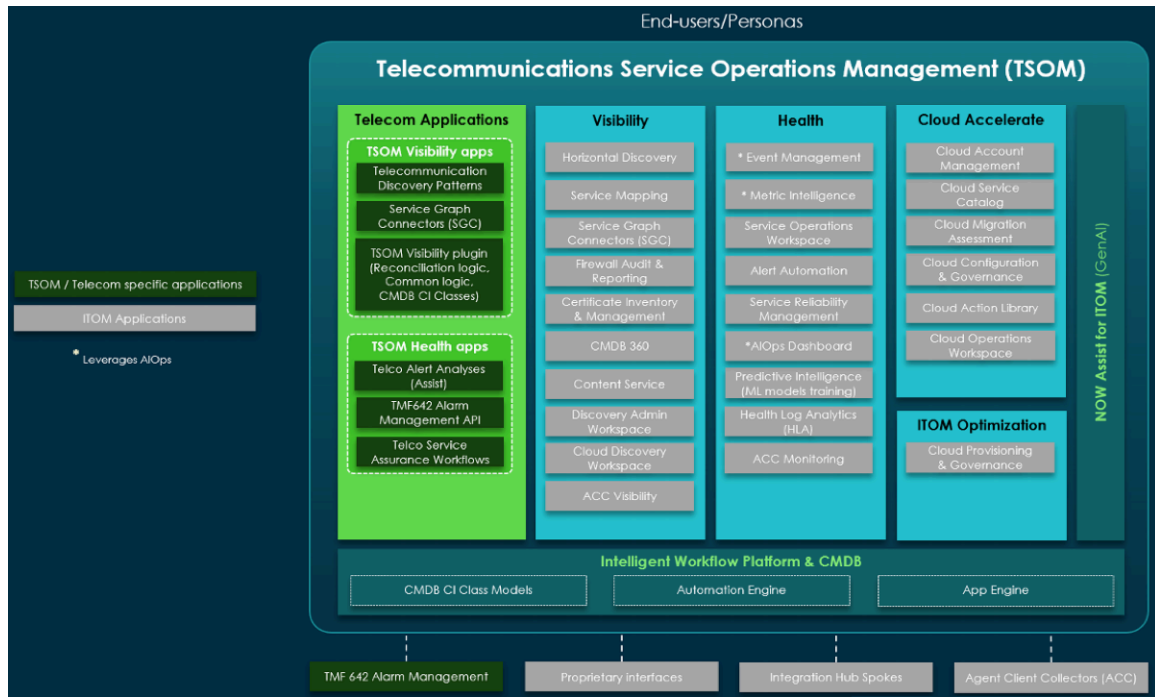 End-users/Personas
Telecommunications Service Operations Management (TSOM)
Telecom Applications
TSOM Visibility apps
Telecommunication
Discovery Patterns
Service Graph
Connectors (SGC)
TSOM Visibility plugin
(Reconciliation logic,
Common logic,
CMDB CI Classes)
TSOM Health apps
Telco Alert Analyses
(Assist)
TMF642 Alarm
Management API
Telco Service
Assurance Workflows
Visibility
Horizontal Discovery
Service Mapping
Service Graph
Connectors (SGC)
Firewall Audit &
Reporting
Certificate Inventory
& Management
CMDB 360
Content Service
Discovery Admin
Workspace
Cloud Discovery
Workspace
ACC Visibility
Health
* Event Management
* Metric Intelligence
Service Operations
Workspace
Alert Automation
Service Reliability
Management
*AIOps Dashboard
Predictive Intelligence
(ML models training)
Health Log Analytics
(HLA)
ACC Monitoring
Cloud Accelerate
Cloud Account
Management
Cloud Service
Catalog
Cloud Migration
Assessment
Cloud Configuration
& Governance
Cloud Action Library
Cloud Operations
Workspace
ITOM Optimization
Cloud Provisioning
& Governance
NOW Assist for ITOM (GenAI)
TSOM / Telecom specific applications
ITOM Applications
* Leverages AIOps
Intelligent Workflow Platform & CMDB
CMDB CI Class Models
Automation Engine
App Engine
TMF 642 Alarm Management
Proprietary interfaces
Integration Hub Spokes
Agent Client Collectors (ACC)